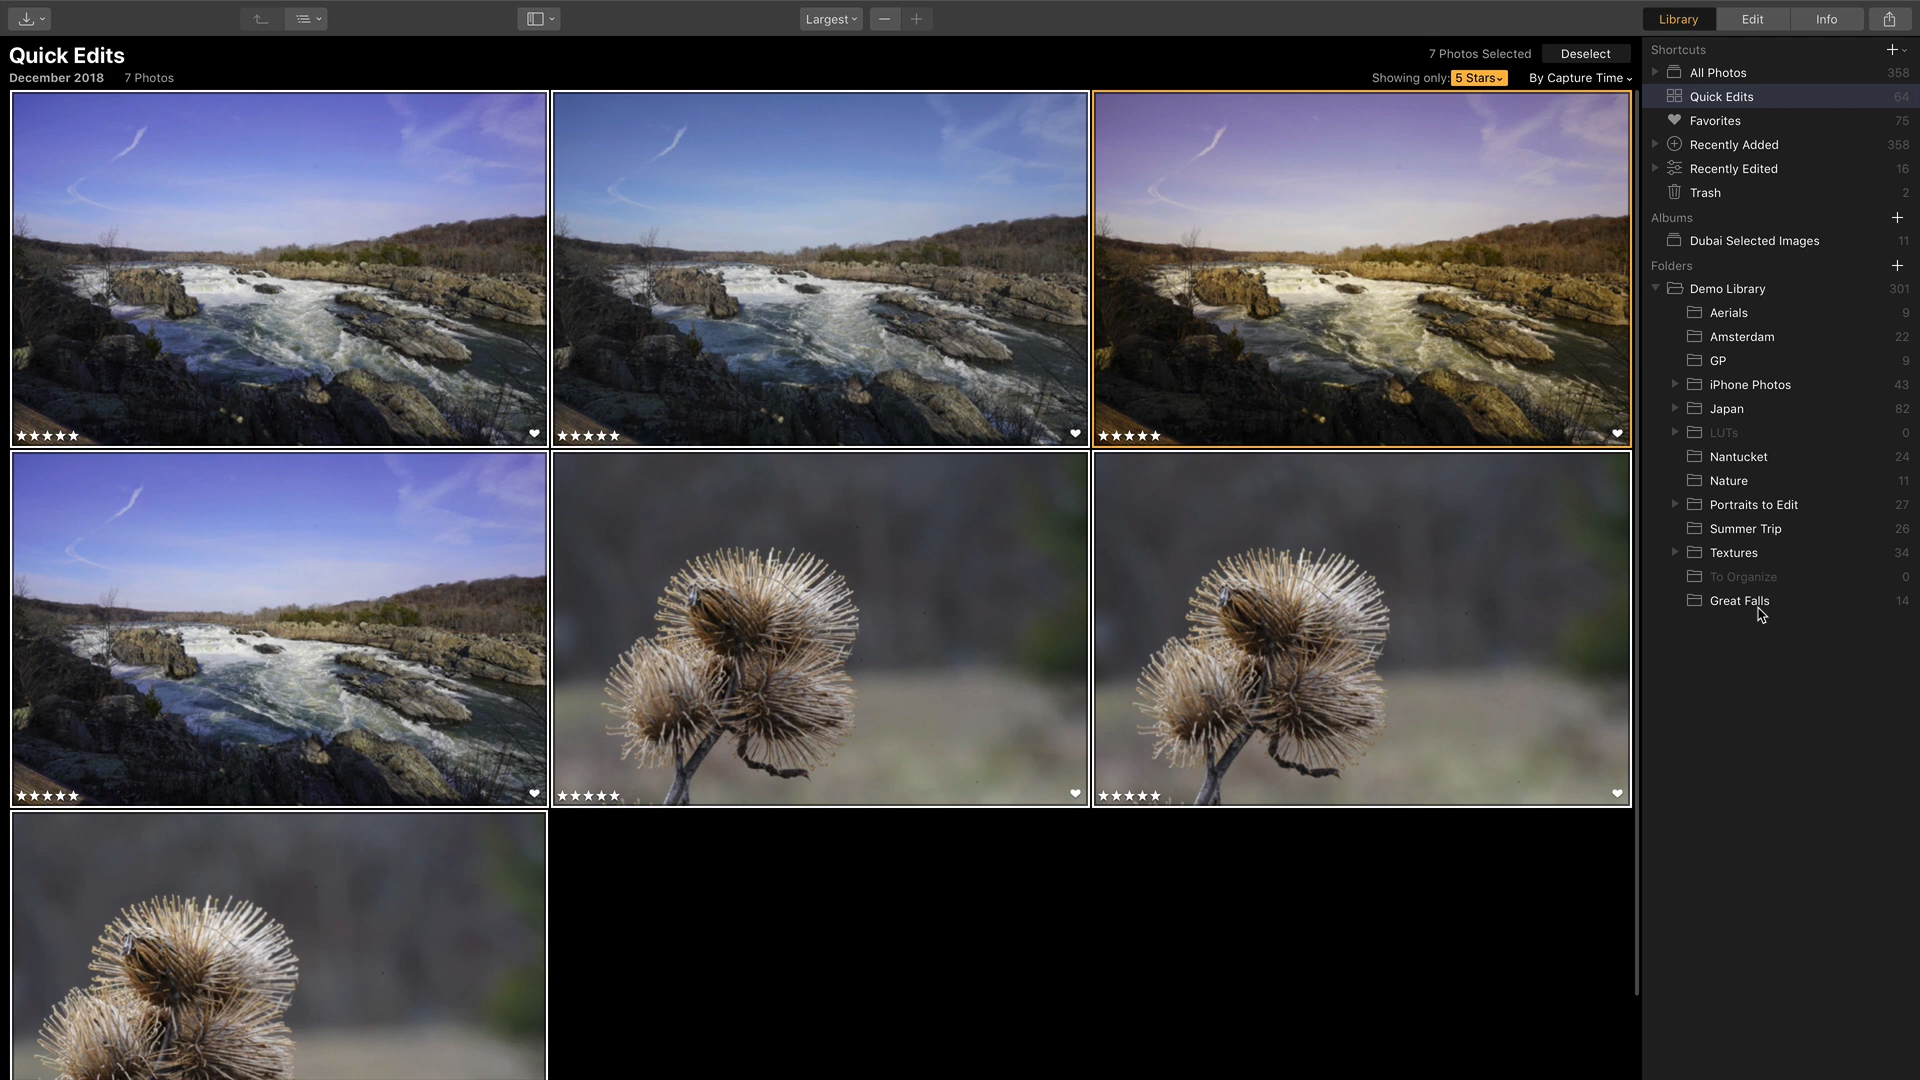 Largest
Library Edit Info
Quick Edits
December 2018 7 Photos
7 Photos Selected Deselect
Showing only: 5 Stars By Capture Time
Shortcuts
All Photos 358
Quick Edits 64
Favorites 75
Recently Added 358
Recently Edited 16
Trash 2
Albums
Dubai Selected Images 11
Folders
Demo Library 301
Aerials 9
Amsterdam 22
GP 9
iPhone Photos 43
Japan 82
LUTs 0
Nantucket 24
Nature 11
Portraits to Edit 27
Summer Trip 26
Textures 34
To Organize 0
Great Falls 14